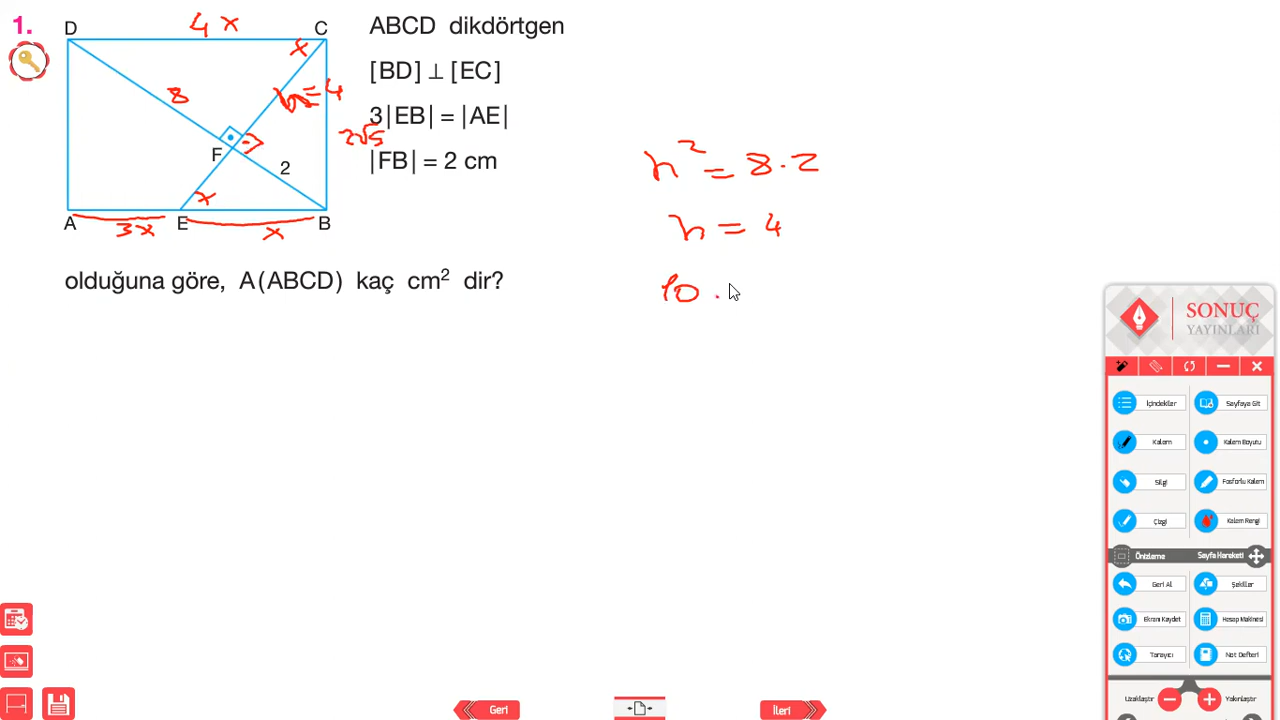 1.
D
4x
C
x
8
h=4
2√5
F
2
x
A
E
B
3x
x
ABCD dikdörtgen
[BD] ⊥ [EC]
3|EB| = |AE|
|FB| = 2 cm
h² = 8.2
h = 4
10 .
olduğuna göre, A(ABCD) kaç cm² dir?
SONUÇ
YAYINLARI
İçindekiler
Sayfaya Git
Kalem
Kalem Boyutu
Silgi
Fosforlu Kalem
Çizgi
Kalem Rengi
Önizleme
Sayfa Hareketi
Geri Al
Şekiller
Ekranı Kaydet
Hesap Makinesi
Tarayıcı
Not Defteri
Uzaklaştır
Yakınlaştır
Geri
İleri